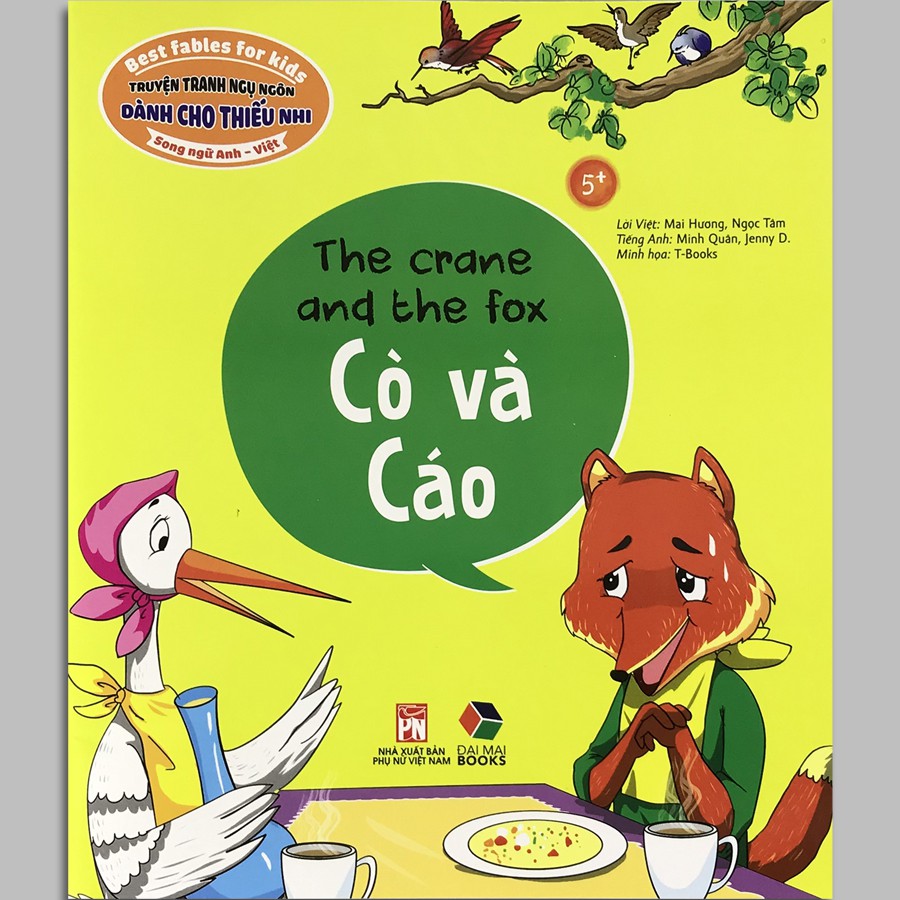 Best fables for kids
TRUYỆN TRANH NGỤ NGÔN
DÀNH CHO THIẾU NHI
Song ngữ Anh - Việt
5+
Lời Việt: Mai Hương, Ngọc Tâm
Tiếng Anh: Minh Quân, Jenny D.
Minh họa: T-Books
The crane
and the fox
Cò và
Cáo
PN
NHÀ XUẤT BẢN
PHỤ NỮ VIỆT NAM
ĐẠI MAI
BOOKS